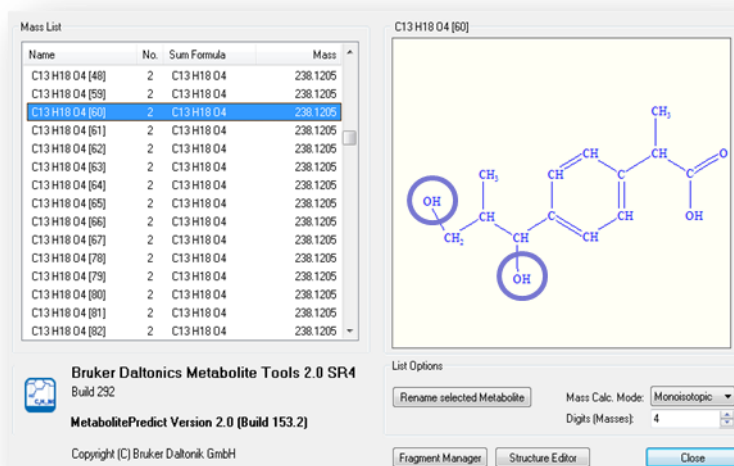 Mass List
Name No. Sum Formula Mass
C13 H18 O4 [48] 2 C13 H18 O4 238.1205
C13 H18 O4 [59] 2 C13 H18 O4 238.1205
C13 H18 O4 [60] 2 C13 H18 O4 238.1205
C13 H18 O4 [61] 2 C13 H18 O4 238.1205
C13 H18 O4 [62] 2 C13 H18 O4 238.1205
C13 H18 O4 [63] 2 C13 H18 O4 238.1205
C13 H18 O4 [64] 2 C13 H18 O4 238.1205
C13 H18 O4 [65] 2 C13 H18 O4 238.1205
C13 H18 O4 [66] 2 C13 H18 O4 238.1205
C13 H18 O4 [67] 2 C13 H18 O4 238.1205
C13 H18 O4 [78] 2 C13 H18 O4 238.1205
C13 H18 O4 [79] 2 C13 H18 O4 238.1205
C13 H18 O4 [80] 2 C13 H18 O4 238.1205
C13 H18 O4 [81] 2 C13 H18 O4 238.1205
C13 H18 O4 [82] 2 C13 H18 O4 238.1205
Bruker Daltonics Metabolite Tools 2.0 SR4
Build 292
MetabolitePredict Version 2.0 (Build 153.2)
Copyright (C) Bruker Daltonik GmbH
C13 H18 O4 [60]
CH3
CH CH O
CH3 CH C C
OH CH C CH OH
CH2 CH CH
OH
List Options
Rename selected Metabolite Mass Calc. Mode: Monoisotopic
Digits (Masses): 4
Fragment Manager Structure Editor Close